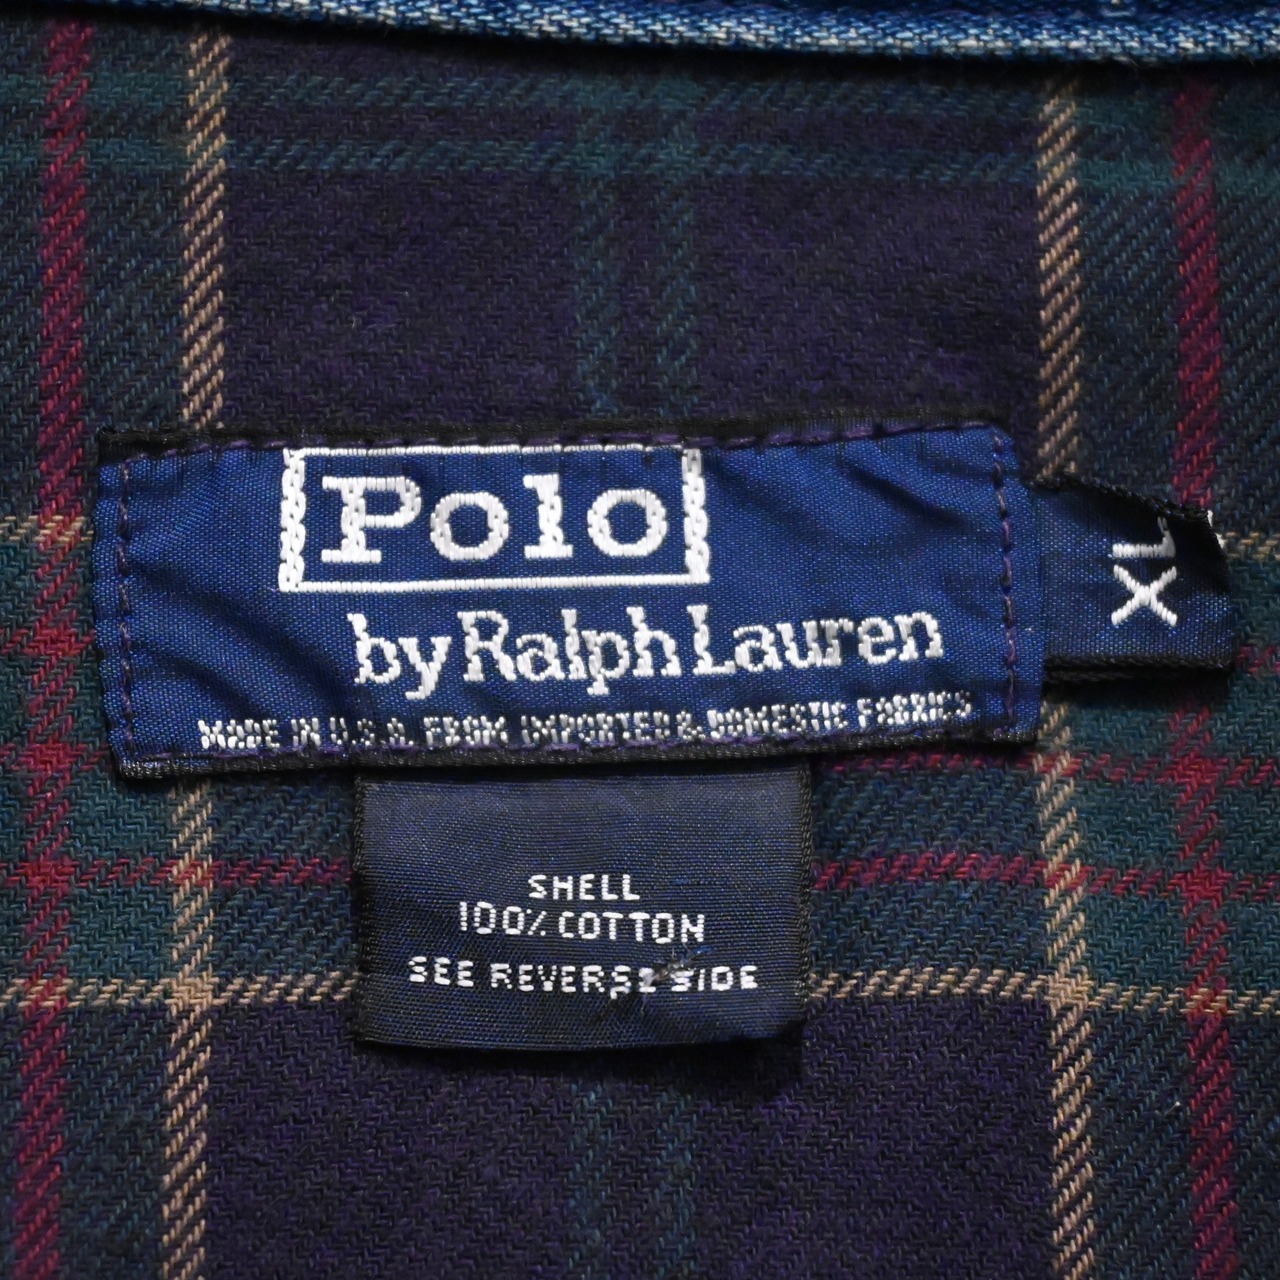 Polo
by Ralph Lauren
MADE IN U.S.A. FROM IMPORTED & DOMESTIC FABRICS
XL
SHELL
100% COTTON
SEE REVERSE SIDE